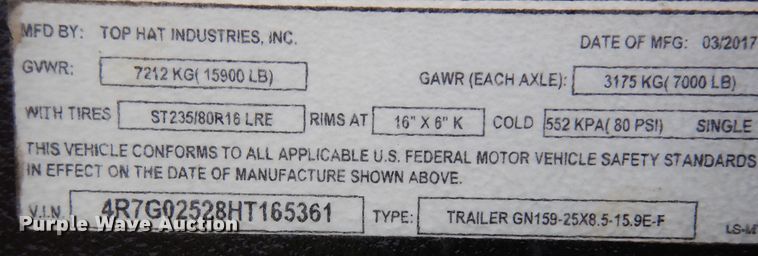 MFD BY: TOP HAT INDUSTRIES, INC. DATE OF MFG: 03/2017
GVWR: 7212 KG( 15900 LB) GAWR (EACH AXLE): 3175 KG( 7000 LB)
WITH TIRES ST235/80R16 LRE RIMS AT 16" X 6" K COLD 552 KPA( 80 PSI) SINGLE
THIS VEHICLE CONFORMS TO ALL APPLICABLE U.S. FEDERAL MOTOR VEHICLE SAFETY STANDARDS
IN EFFECT ON THE DATE OF MANUFACTURE SHOWN ABOVE.
V.I.N. 4R7G02528HT165361 TYPE: TRAILER GN159-25X8.5-15.9E-F
Purple Wave Auction